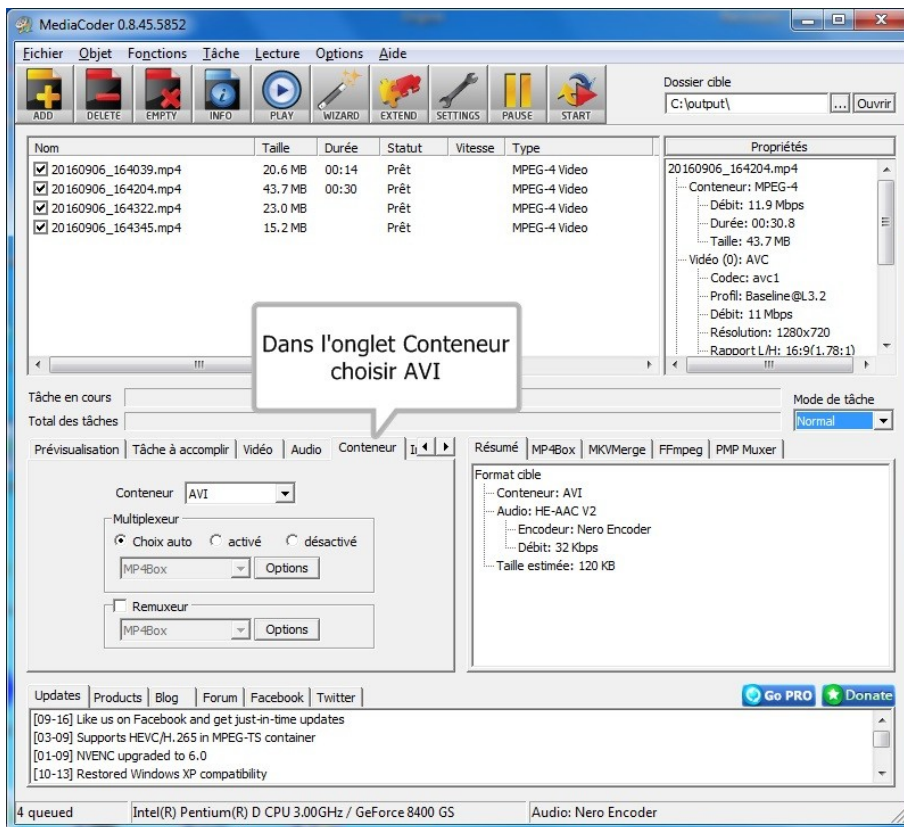 MediaCoder 0.8.45.5852
Fichier Objet Fonctions Tâche Lecture Options Aide
ADD DELETE EMPTY INFO PLAY WIZARD EXTEND SETTINGS PAUSE START
Dossier cible
C:\output\ ... Ouvrir
Nom Taille Durée Statut Vitesse Type
20160906_164039.mp4 20.6 MB 00:14 Prêt MPEG-4 Video
20160906_164204.mp4 43.7 MB 00:30 Prêt MPEG-4 Video
20160906_164322.mp4 23.0 MB Prêt MPEG-4 Video
20160906_164345.mp4 15.2 MB Prêt MPEG-4 Video
Propriétés
20160906_164204.mp4
Conteneur: MPEG-4
Débit: 11.9 Mbps
Durée: 00:30.8
Taille: 43.7 MB
Vidéo (0): AVC
Codec: avc1
Profil: Baseline@L3.2
Débit: 11 Mbps
Résolution: 1280x720
Rapport L/H: 16:9(1.78:1)
Dans l'onglet Conteneur
choisir AVI
Tâche en cours
Total des tâches
Mode de tâche
Normal
Prévisualisation Tâche à accomplir Vidéo Audio Conteneur
Conteneur AVI
Multiplexeur
Choix auto activé désactivé
MP4Box Options
Remuxeur
MP4Box Options
Résumé MP4Box MKVMerge FFmpeg PMP Muxer
Format cible
Conteneur: AVI
Audio: HE-AAC V2
Encodeur: Nero Encoder
Débit: 32 Kbps
Taille estimée: 120 KB
Updates Products Blog Forum Facebook Twitter
Go PRO Donate
[09-16] Like us on Facebook and get just-in-time updates
[03-09] Supports HEVC/H.265 in MPEG-TS container
[01-09] NVENC upgraded to 6.0
[10-13] Restored Windows XP compatibility
4 queued Intel(R) Pentium(R) D CPU 3.00GHz / GeForce 8400 GS Audio: Nero Encoder